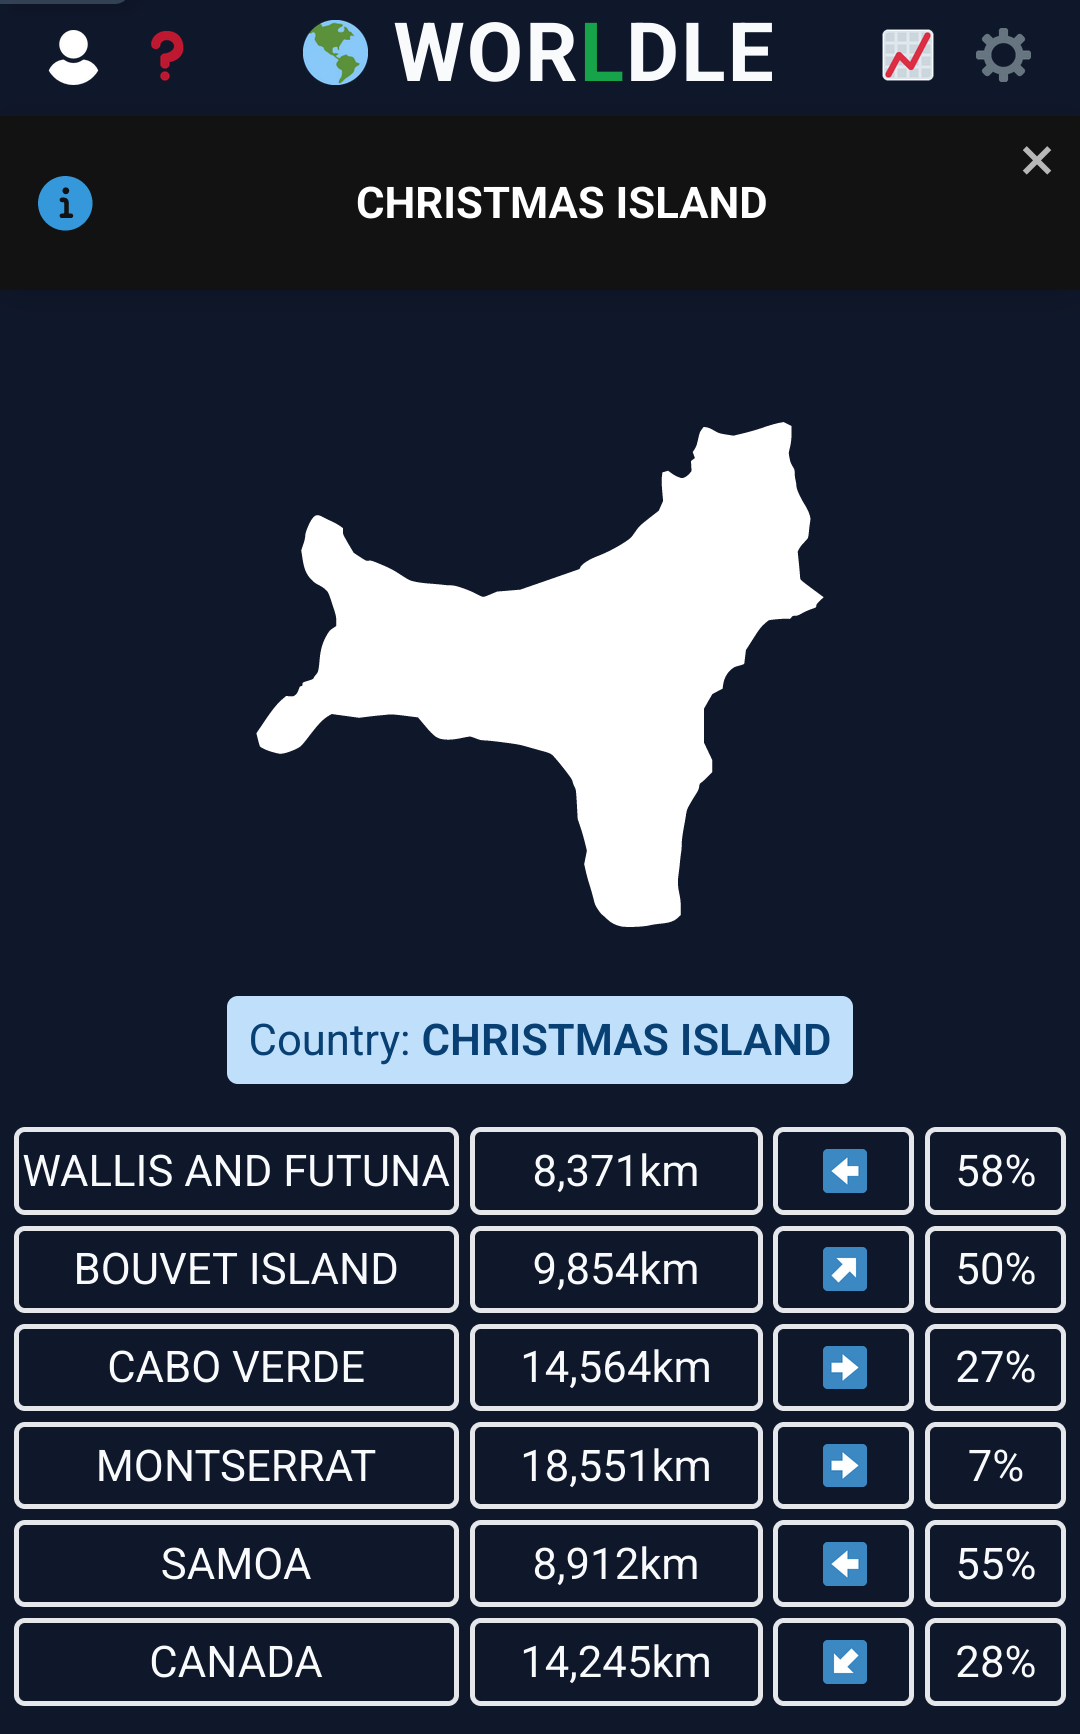 WORLDLE
CHRISTMAS ISLAND
Country: CHRISTMAS ISLAND
WALLIS AND FUTUNA 8,371km 58%
BOUVET ISLAND 9,854km 50%
CABO VERDE 14,564km 27%
MONTSERRAT 18,551km 7%
SAMOA 8,912km 55%
CANADA 14,245km 28%